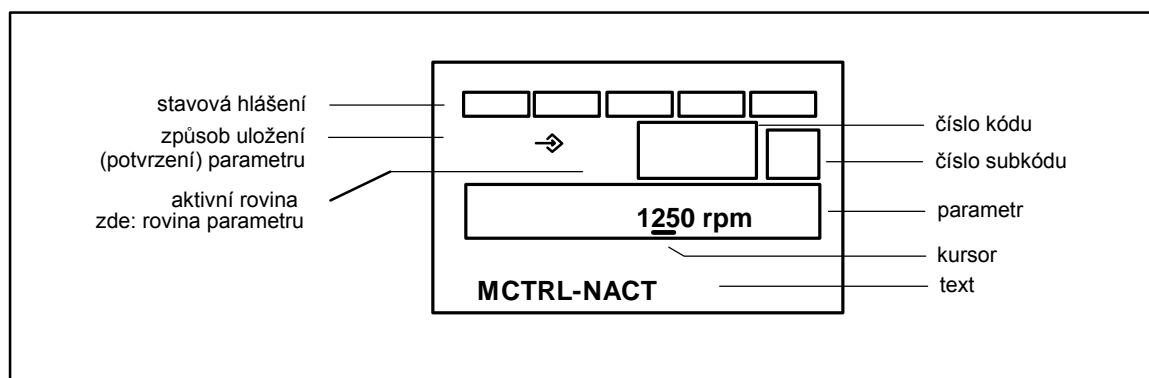 stavová hlášení
způsob uložení
(potvrzení) parametru
aktivní rovina
zde: rovina parametru
1250 rpm
MCTRL-NACT
číslo kódu
číslo subkódu
parametr
kursor
text